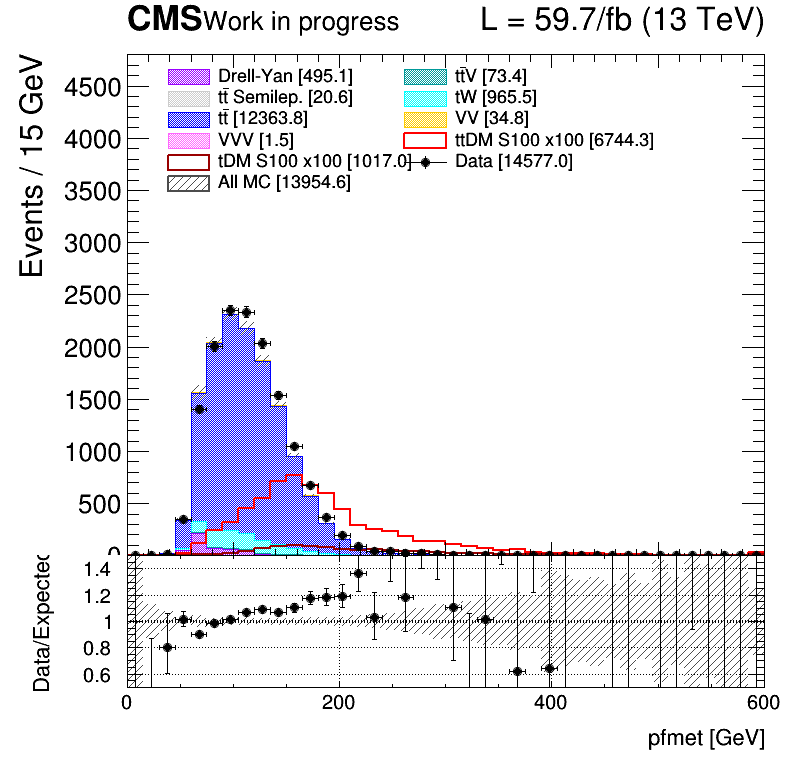 CMS Work in progress L = 59.7/fb (13 TeV)
Events / 15 GeV
4500
4000
3500
3000
2500
2000
1500
1000
500
0
Drell-Yan [495.1]
tt̄V [73.4]
tt̄ Semilep. [20.6]
tW [965.5]
tt̄ [12363.8]
VV [34.8]
VVV [1.5]
ttDM S100 x100 [6744.3]
tDM S100 x100 [1017.0]
Data [14577.0]
All MC [13954.6]
Data/Expected
1.4
1.2
1
0.8
0.6
0 200 400 600
pfmet [GeV]